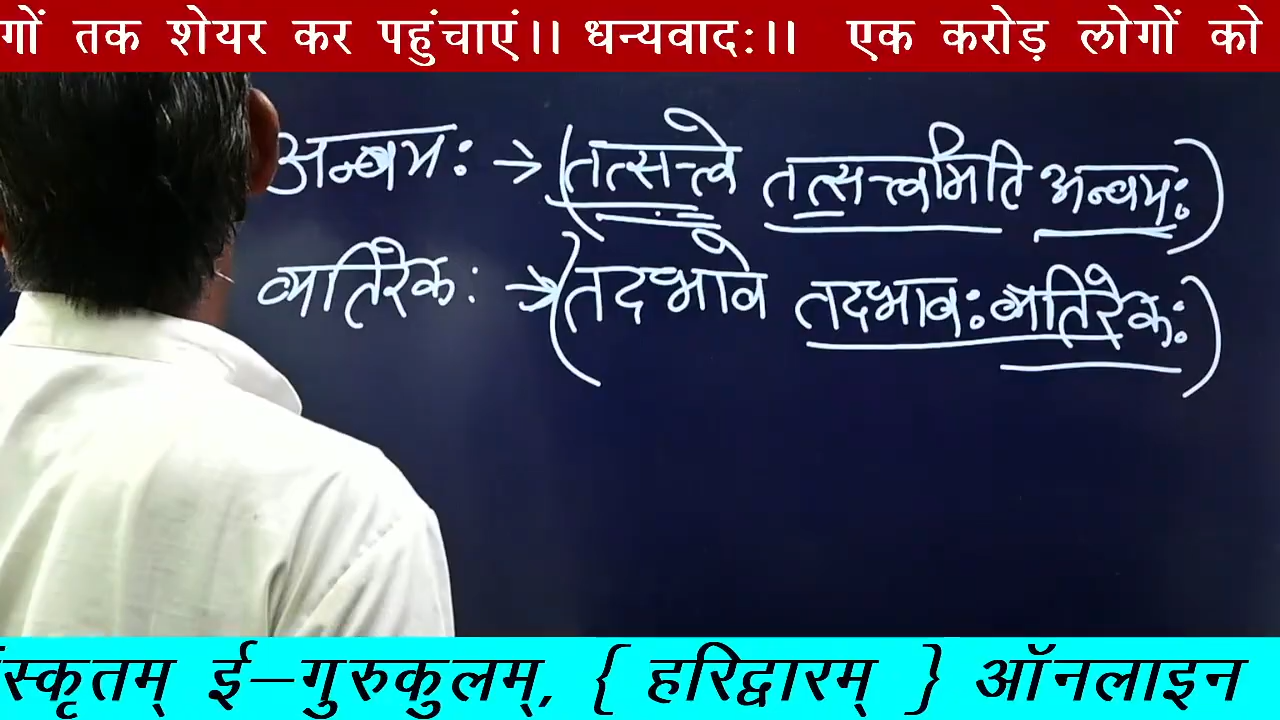 गों तक शेयर कर पहुंचाएं।। धन्यवादः।। एक करोड़ लोगों को
अन्वयः → (तत्सत्त्वे तत्सत्त्वमिति अन्वयः)
व्यतिरेकः → (तदभावे तदभावः व्यतिरेकः)
स्कृतम् ई–गुरुकुलम्, { हरिद्वारम् } ऑनलाइन